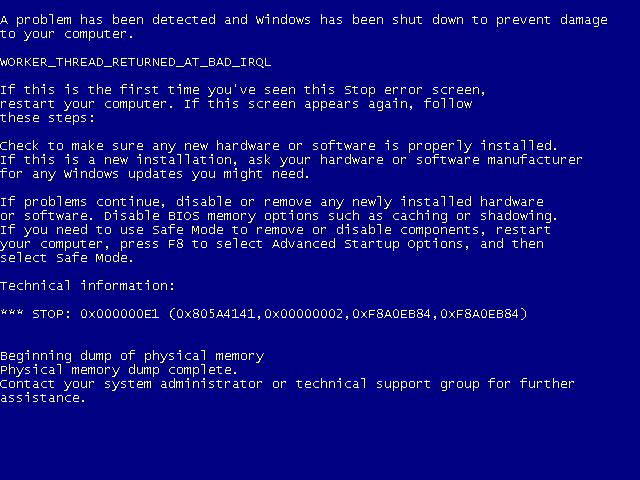 A problem has been detected and Windows has been shut down to prevent damage
to your computer.
WORKER_THREAD_RETURNED_AT_BAD_IRQL
If this is the first time you've seen this Stop error screen,
restart your computer. If this screen appears again, follow
these steps:
Check to make sure any new hardware or software is properly installed.
If this is a new installation, ask your hardware or software manufacturer
for any Windows updates you might need.
If problems continue, disable or remove any newly installed hardware
or software. Disable BIOS memory options such as caching or shadowing.
If you need to use Safe Mode to remove or disable components, restart
your computer, press F8 to select Advanced Startup Options, and then
select Safe Mode.
Technical information:
*** STOP: 0x000000E1 (0x805A4141,0x00000002,0xF8A0EB84,0xF8A0EB84)
Beginning dump of physical memory
Physical memory dump complete.
Contact your system administrator or technical support group for further
assistance.